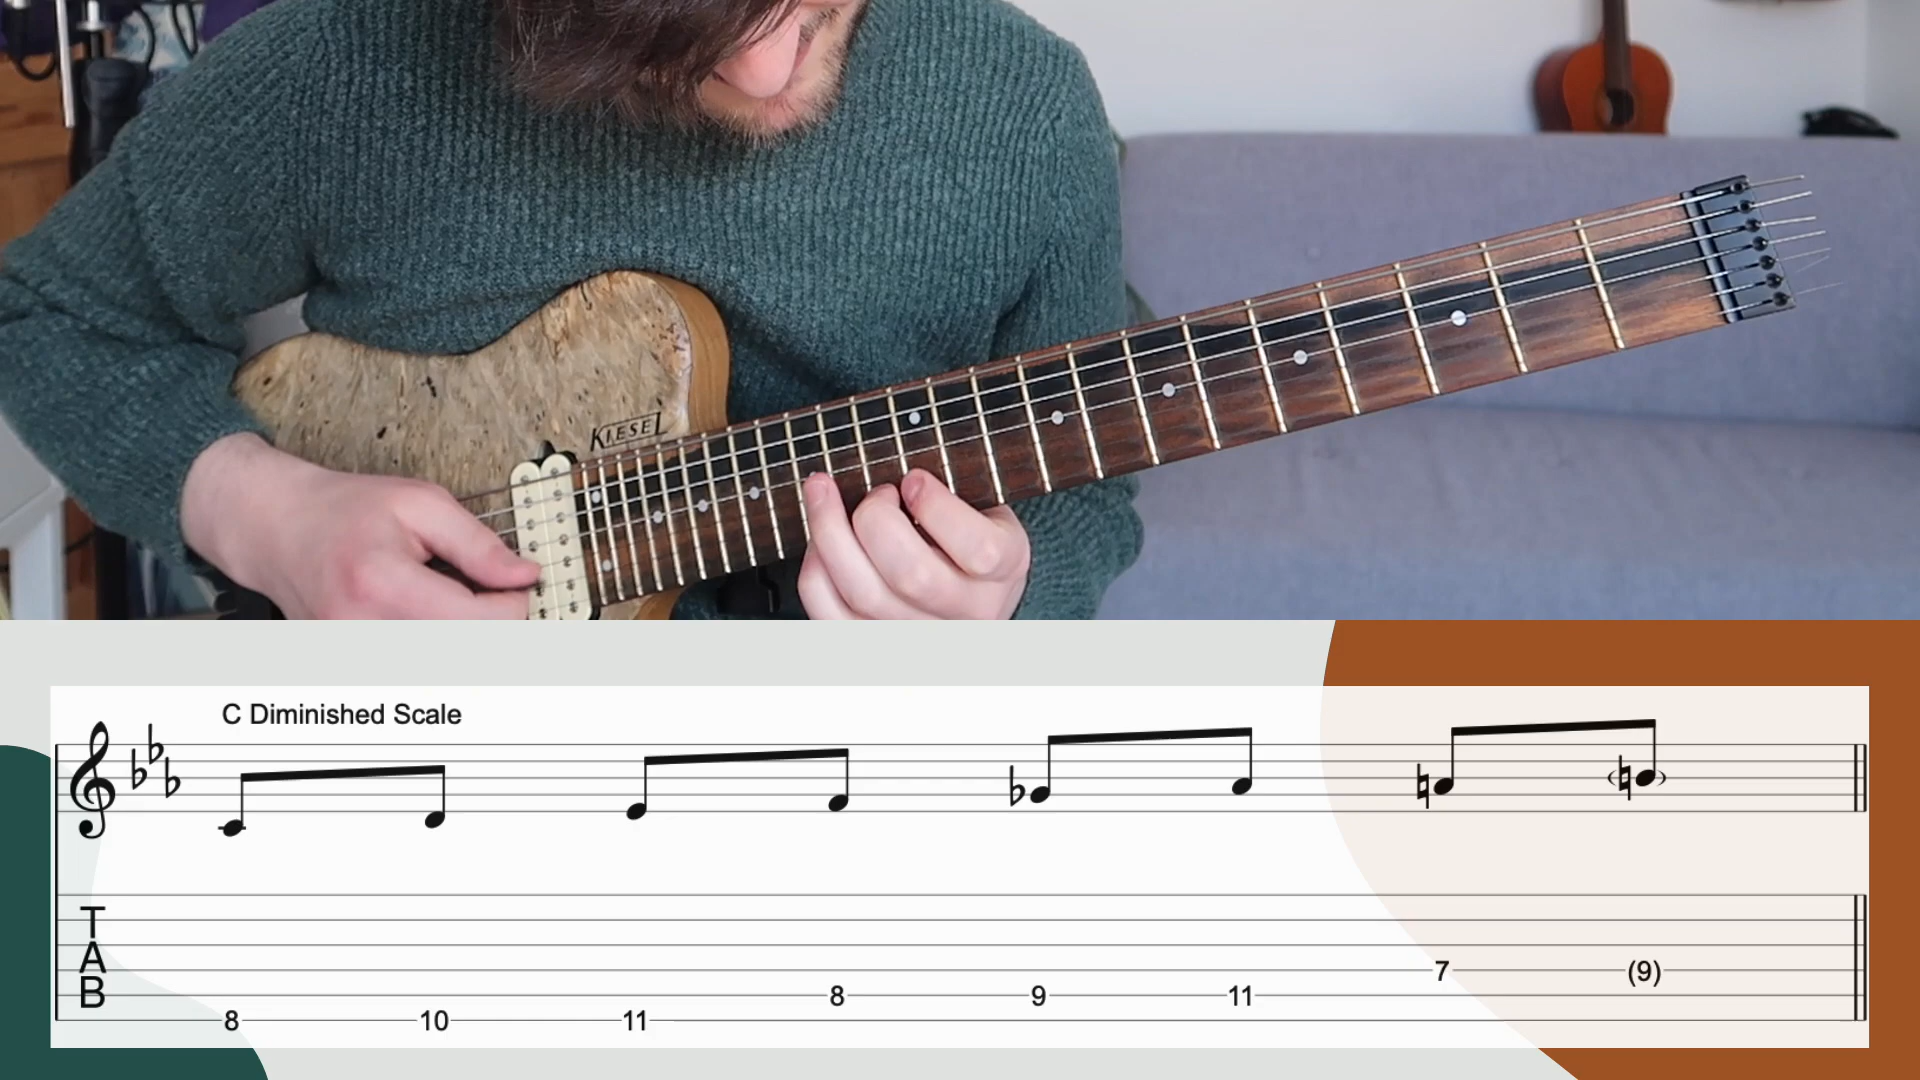 KIESEL
C Diminished Scale
T
A
B
7 (9)
8 9 11
8 10 11